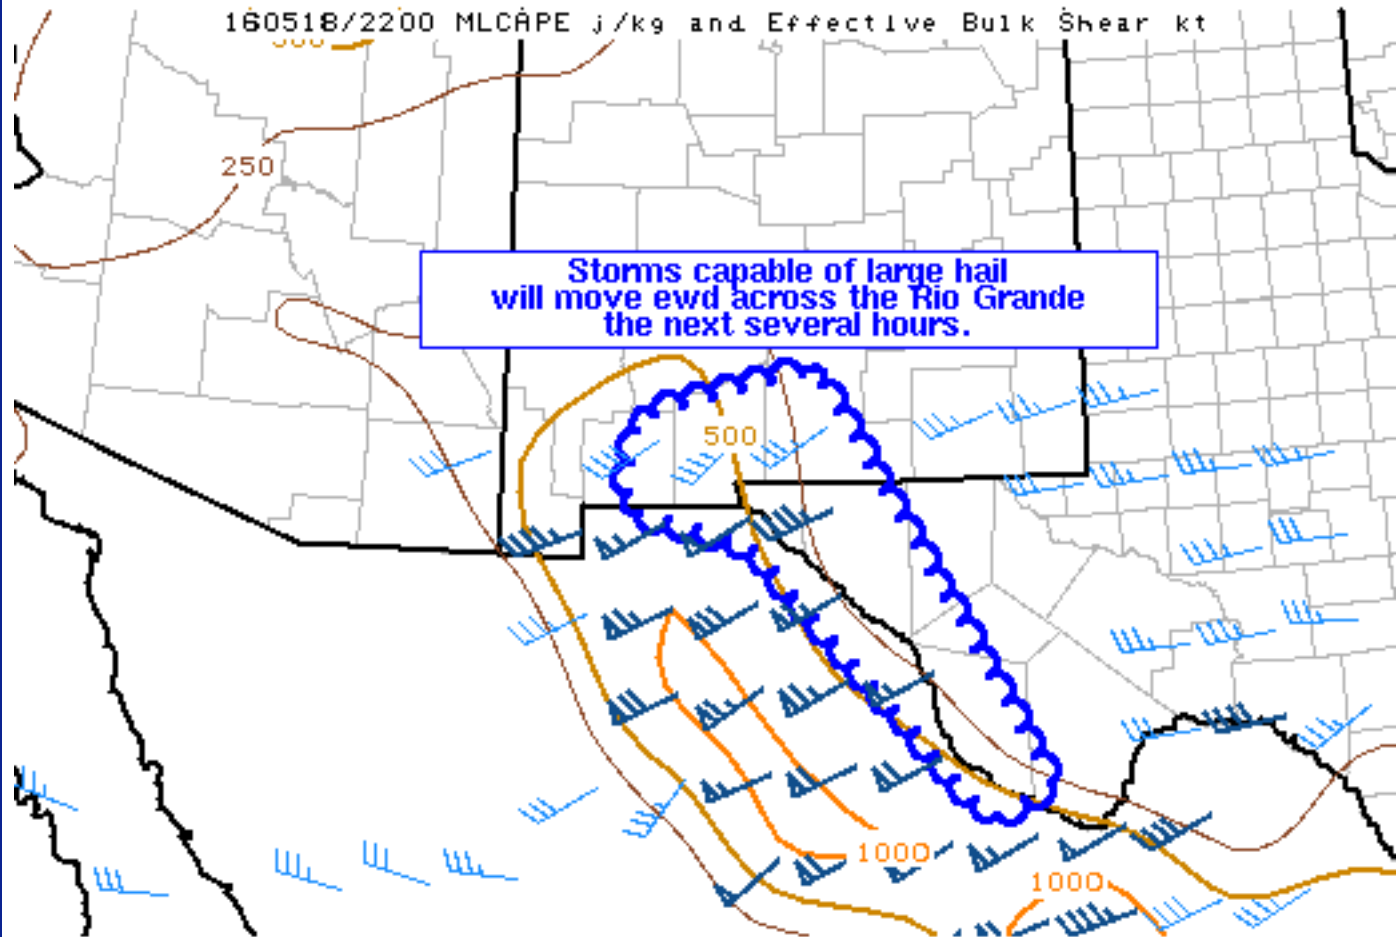 160518/2200 MLCAPE j/kg and Effective Bulk Shear kt
500
250
Storms capable of large hail
will move ewd across the Rio Grande
the next several hours.
500
1000
1000